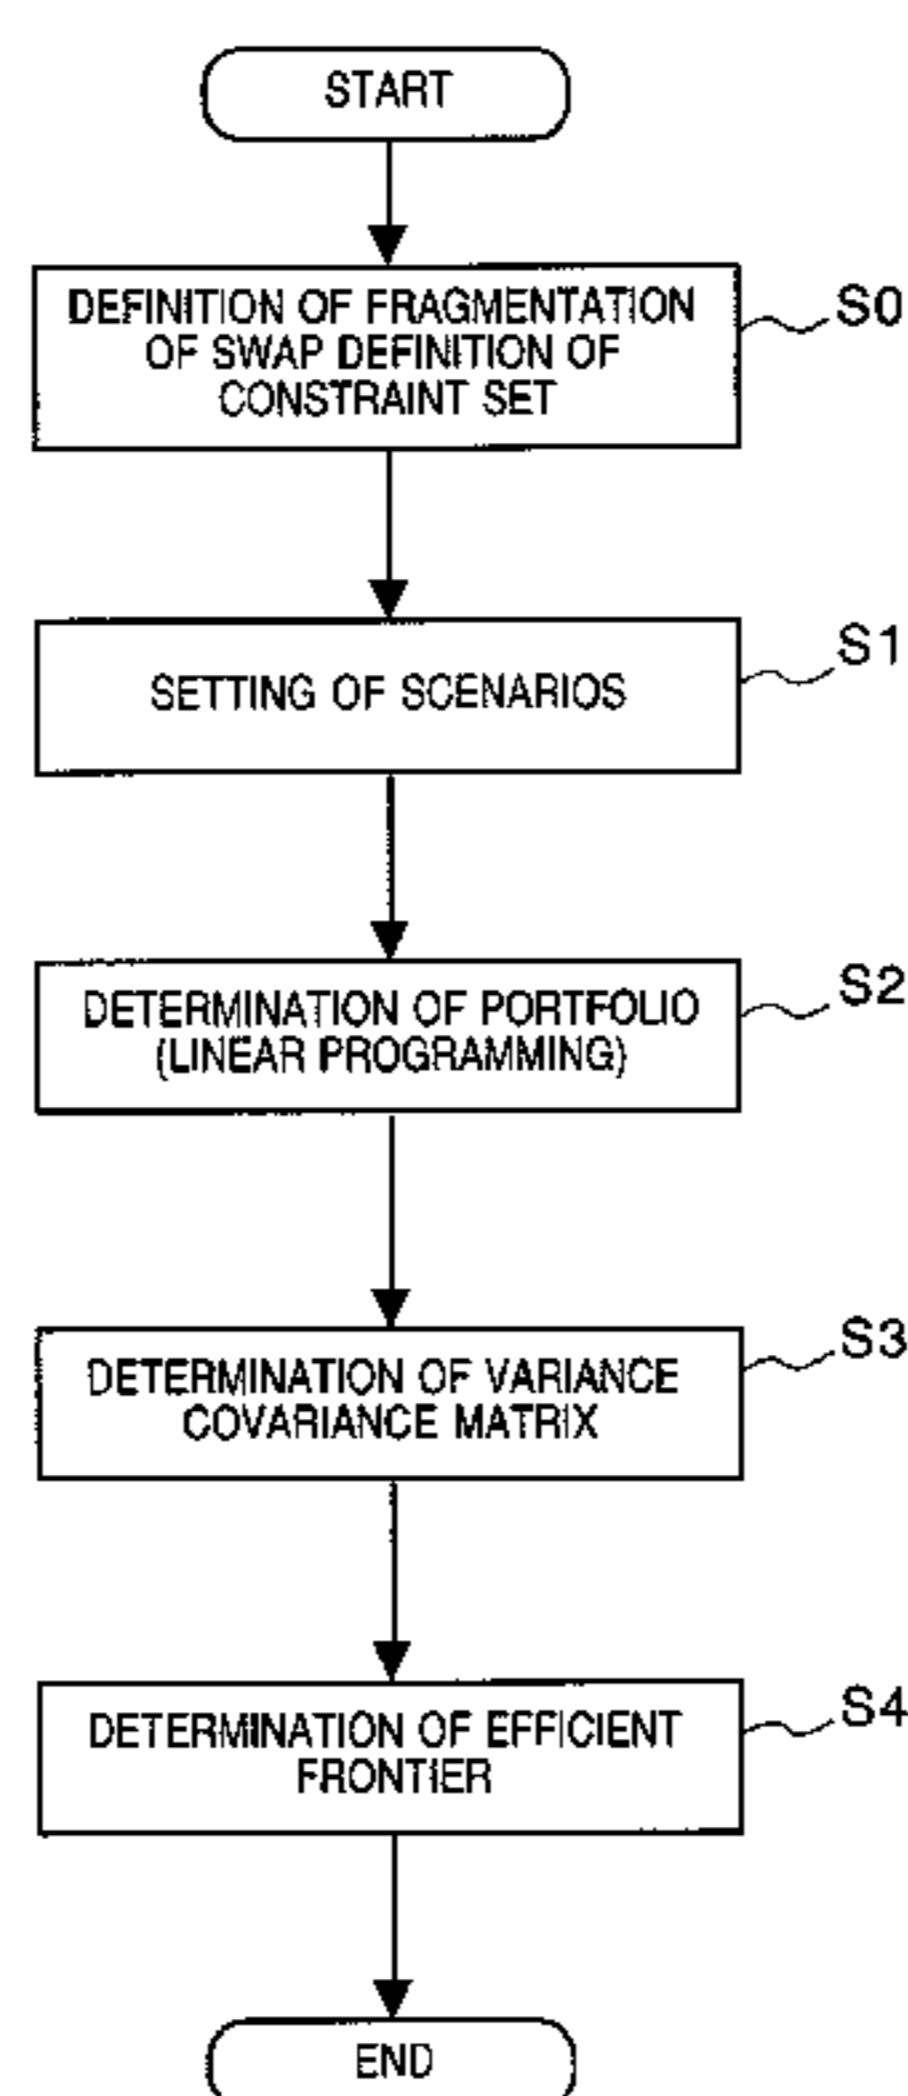 START
DEFINITION OF FRAGMENTATION
OF SWAP DEFINITION OF
CONSTRAINT SET
S0
SETTING OF SCENARIOS
S1
DETERMINATION OF PORTFOLIO
(LINEAR PROGRAMMING)
S2
DETERMINATION OF VARIANCE
COVARIANCE MATRIX
S3
DETERMINATION OF EFFICIENT
FRONTIER
S4
END